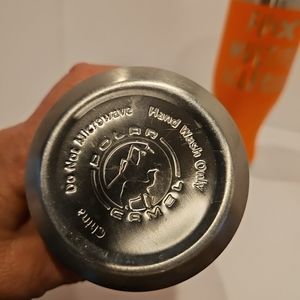 Do Not Microwave
Hand Wash Only
China
POLAR
CAMEL